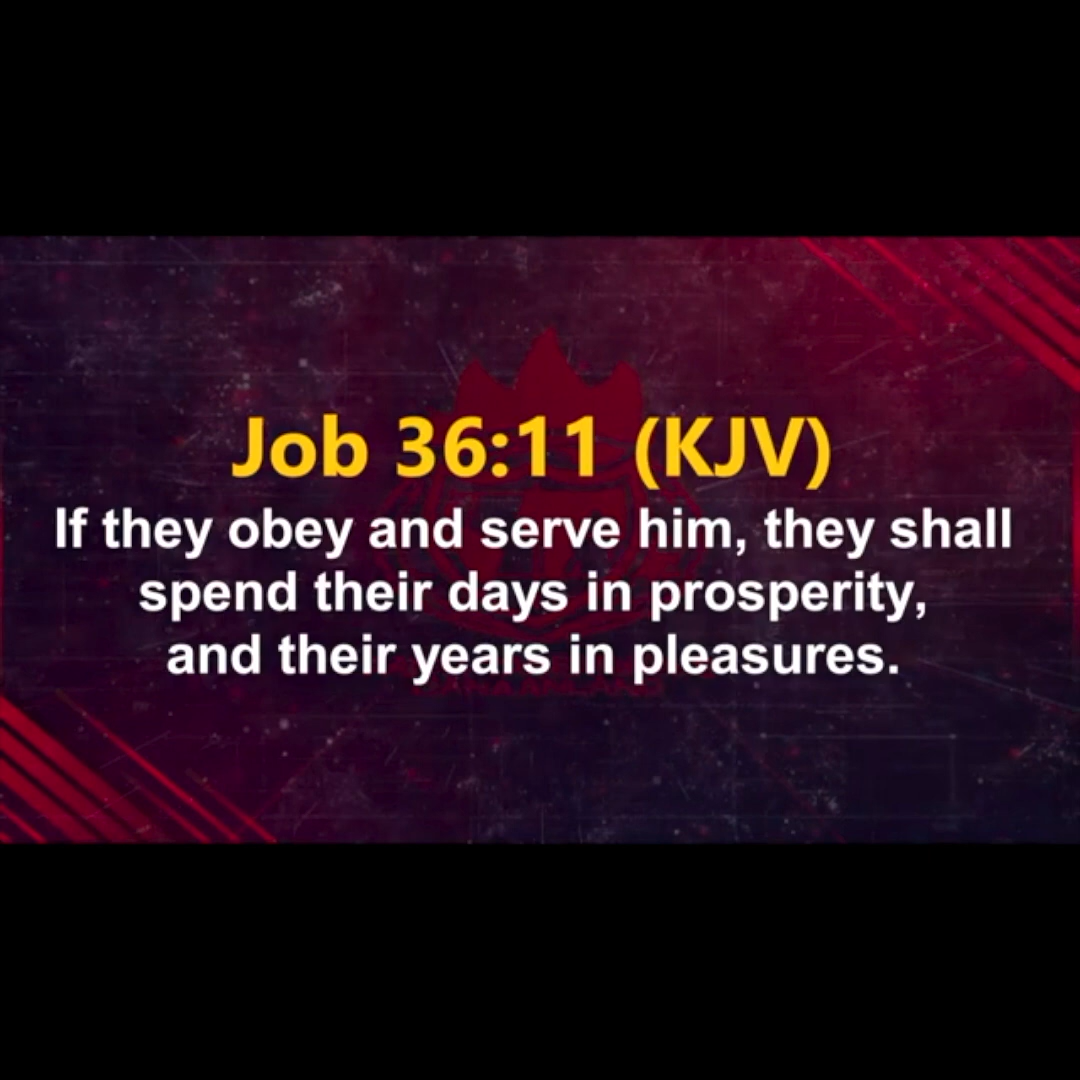 Job 36:11 (KJV)
If they obey and serve him, they shall
spend their days in prosperity,
and their years in pleasures.